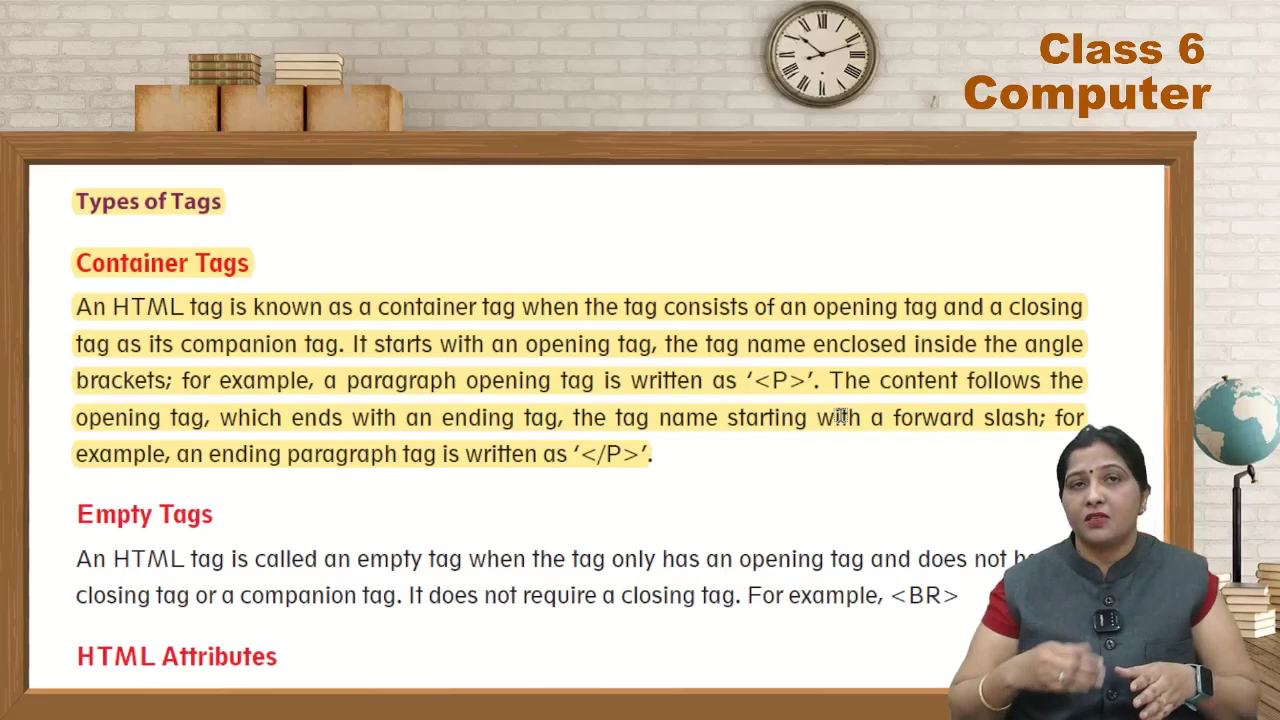 Class 6
Computer
Types of Tags
Container Tags
An HTML tag is known as a container tag when the tag consists of an opening tag and a closing
tag as its companion tag. It starts with an opening tag, the tag name enclosed inside the angle
brackets; for example, a paragraph opening tag is written as ‘<P>’. The content follows the
opening tag, which ends with an ending tag, the tag name starting with a forward slash; for
example, an ending paragraph tag is written as ‘</P>’.
Empty Tags
An HTML tag is called an empty tag when the tag only has an opening tag and does not
closing tag or a companion tag. It does not require a closing tag. For example, <BR>
HTML Attributes